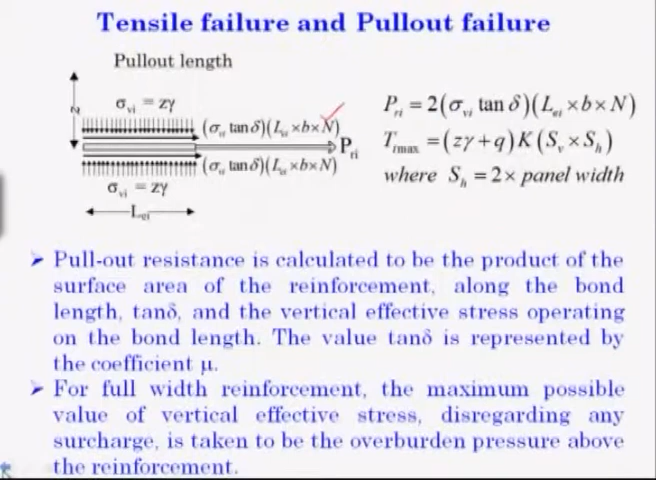 Tensile failure and Pullout failure
Pullout length
z
σvi = zγ
(σvi tan δ)(Lei ×b×N)
Pri
(σvi tan δ)(Lei ×b×N)
σvi = zγ
Lei
Pri = 2(σvi tan δ)(Lei ×b×N)
Timax = (zγ+q)K(Sv ×Sh)
where Sh = 2× panel width
➤ Pull-out resistance is calculated to be the product of the
surface area of the reinforcement, along the bond
length, tanδ, and the vertical effective stress operating
on the bond length. The value tanδ is represented by
the coefficient μ.
➤ For full width reinforcement, the maximum possible
value of vertical effective stress, disregarding any
surcharge, is taken to be the overburden pressure above
the reinforcement.